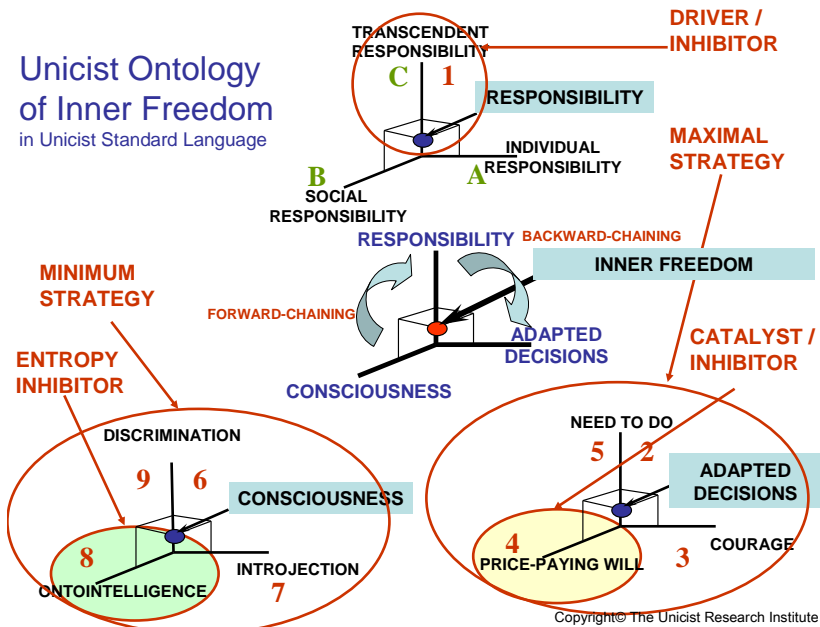 Unicist Ontology
of Inner Freedom
in Unicist Standard Language
TRANSCENDENT
RESPONSIBILITY
C 1
DRIVER /
INHIBITOR
RESPONSIBILITY
INDIVIDUAL
RESPONSIBILITY
A
B
SOCIAL
RESPONSIBILITY
MAXIMAL
STRATEGY
RESPONSIBILITY
BACKWARD-CHAINING
INNER FREEDOM
FORWARD-CHAINING
ADAPTED
DECISIONS
CONSCIOUSNESS
MINIMUM
STRATEGY
ENTROPY
INHIBITOR
CATALYST /
INHIBITOR
DISCRIMINATION
9 6
CONSCIOUSNESS
8
ONTOINTELLIGENCE
INTROJECTION
7
NEED TO DO
5 2
ADAPTED
DECISIONS
4
PRICE-PAYING WILL
3
COURAGE
Copyright© The Unicist Research Institute